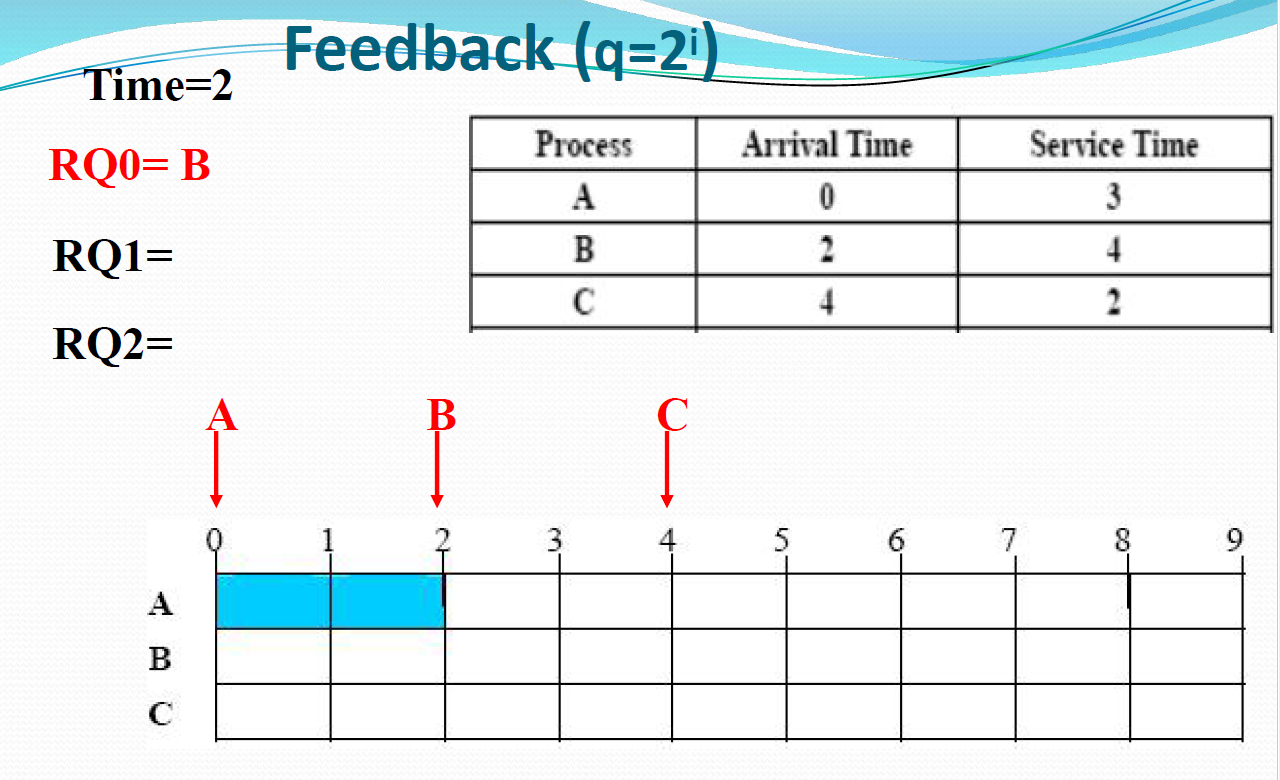 Feedback (q=2ⁱ)
Time=2
RQ0= B
RQ1=
RQ2=
Process Arrival Time Service Time
A 0 3
B 2 4
C 4 2
A B C
0 1 2 3 4 5 6 7 8 9
A
B
C